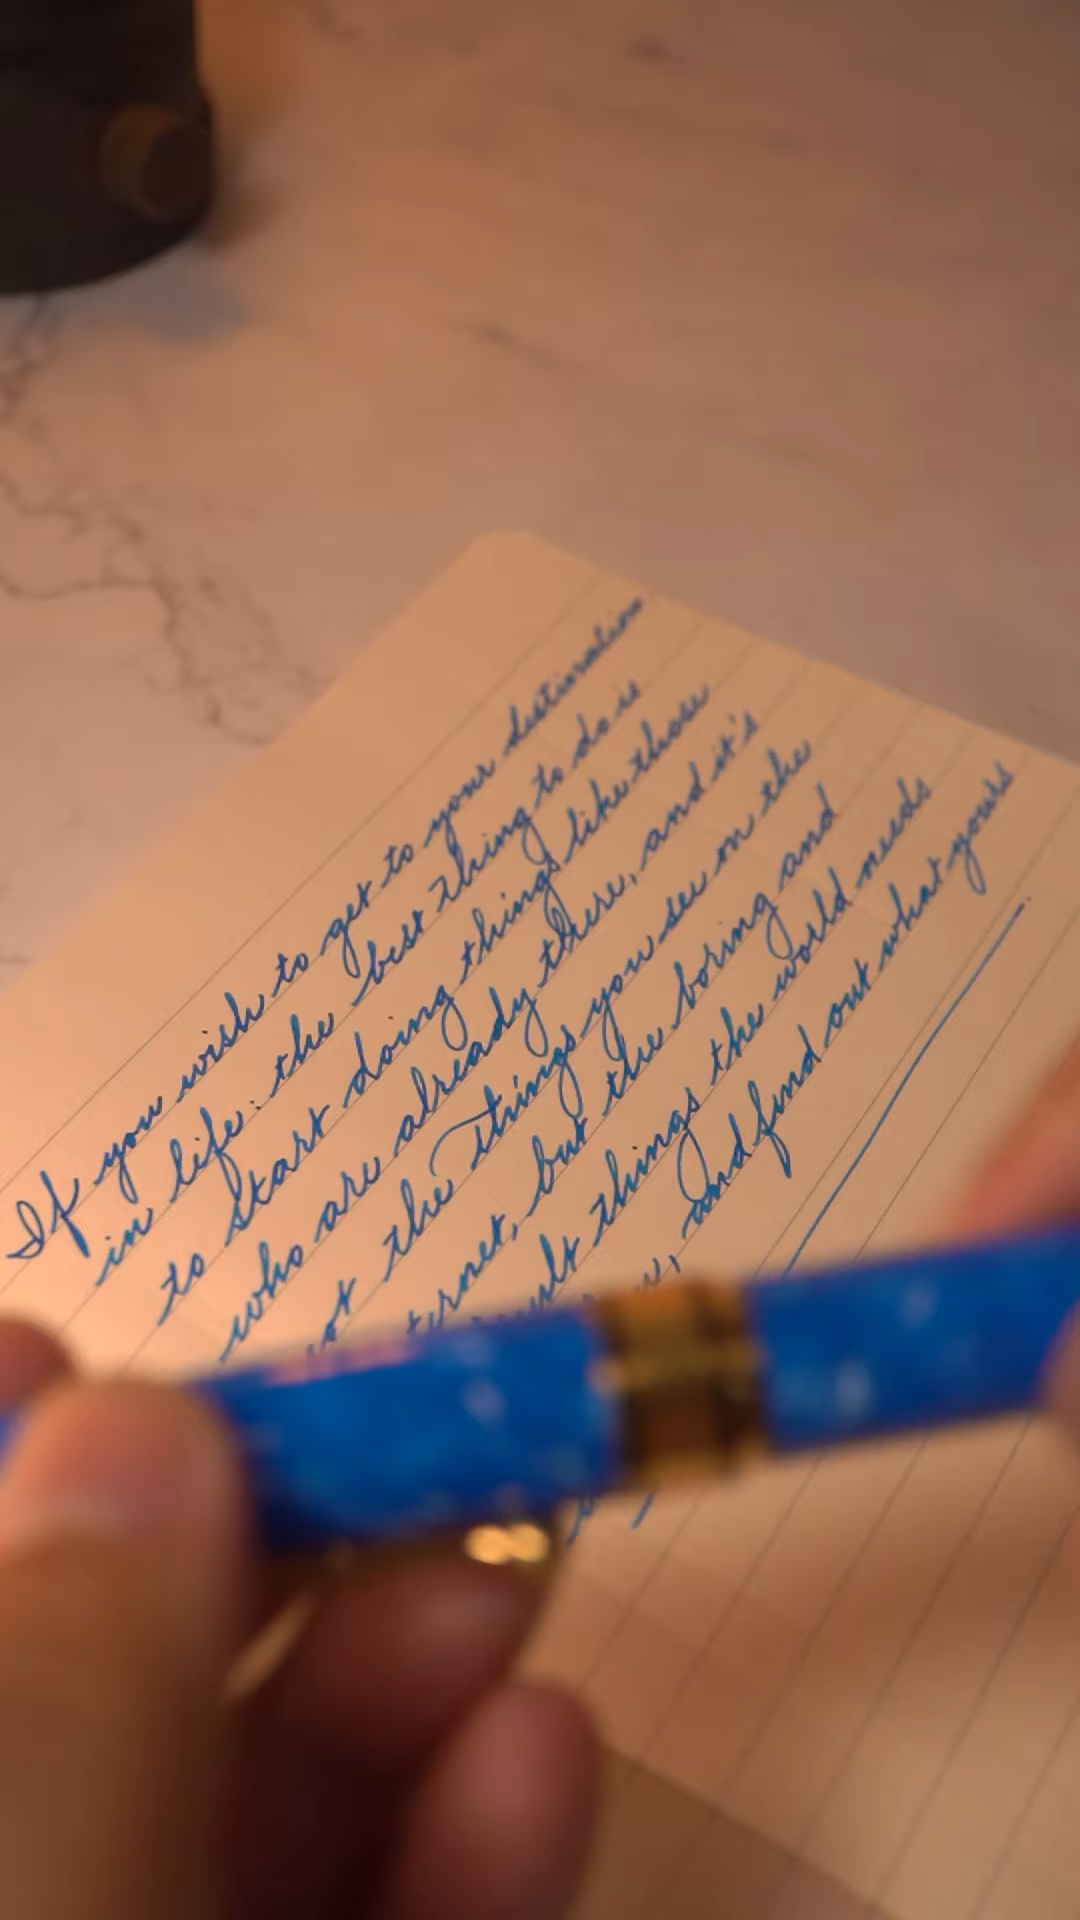 If you wish to get to your destination
in life: the best thing to do is
to start doing things like those
who are already there, and it's
the things you see on the
but the boring and
things the world needs
and find out what yours